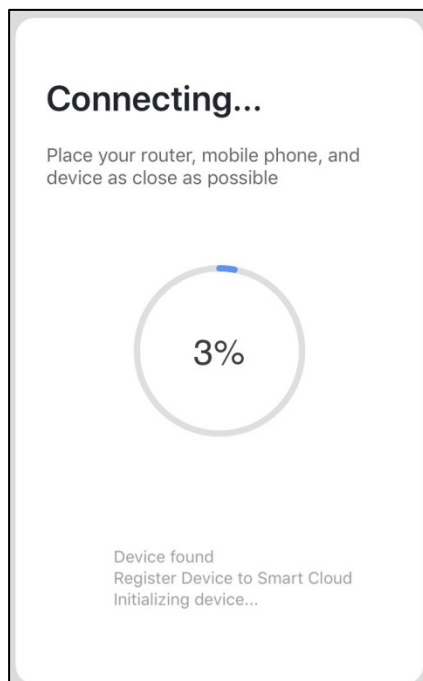 Connecting...
Place your router, mobile phone, and
device as close as possible
3%
Device found
Register Device to Smart Cloud
Initializing device...